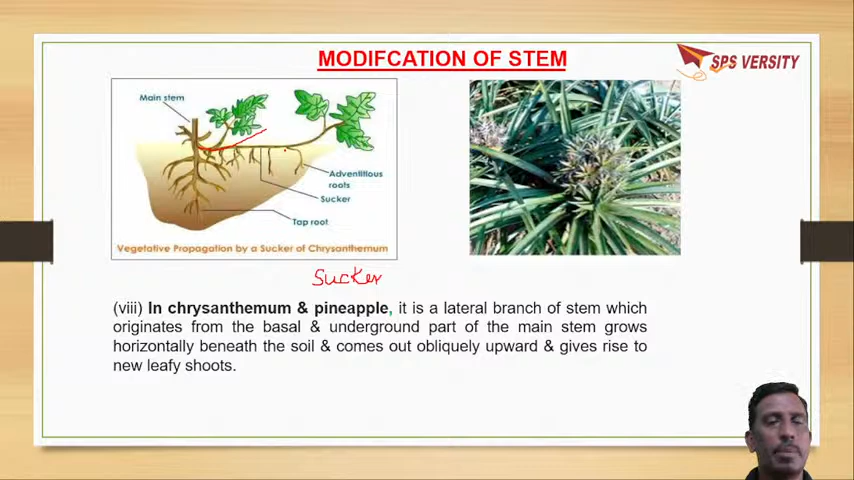 MODIFCATION OF STEM
SPS VERSITY
Main stem
Adventitious
roots
Sucker
Tap root
Vegetative Propagation by a Sucker of Chrysanthemum
Sucker
(viii) In chrysanthemum & pineapple, it is a lateral branch of stem which
originates from the basal & underground part of the main stem grows
horizontally beneath the soil & comes out obliquely upward & gives rise to
new leafy shoots.